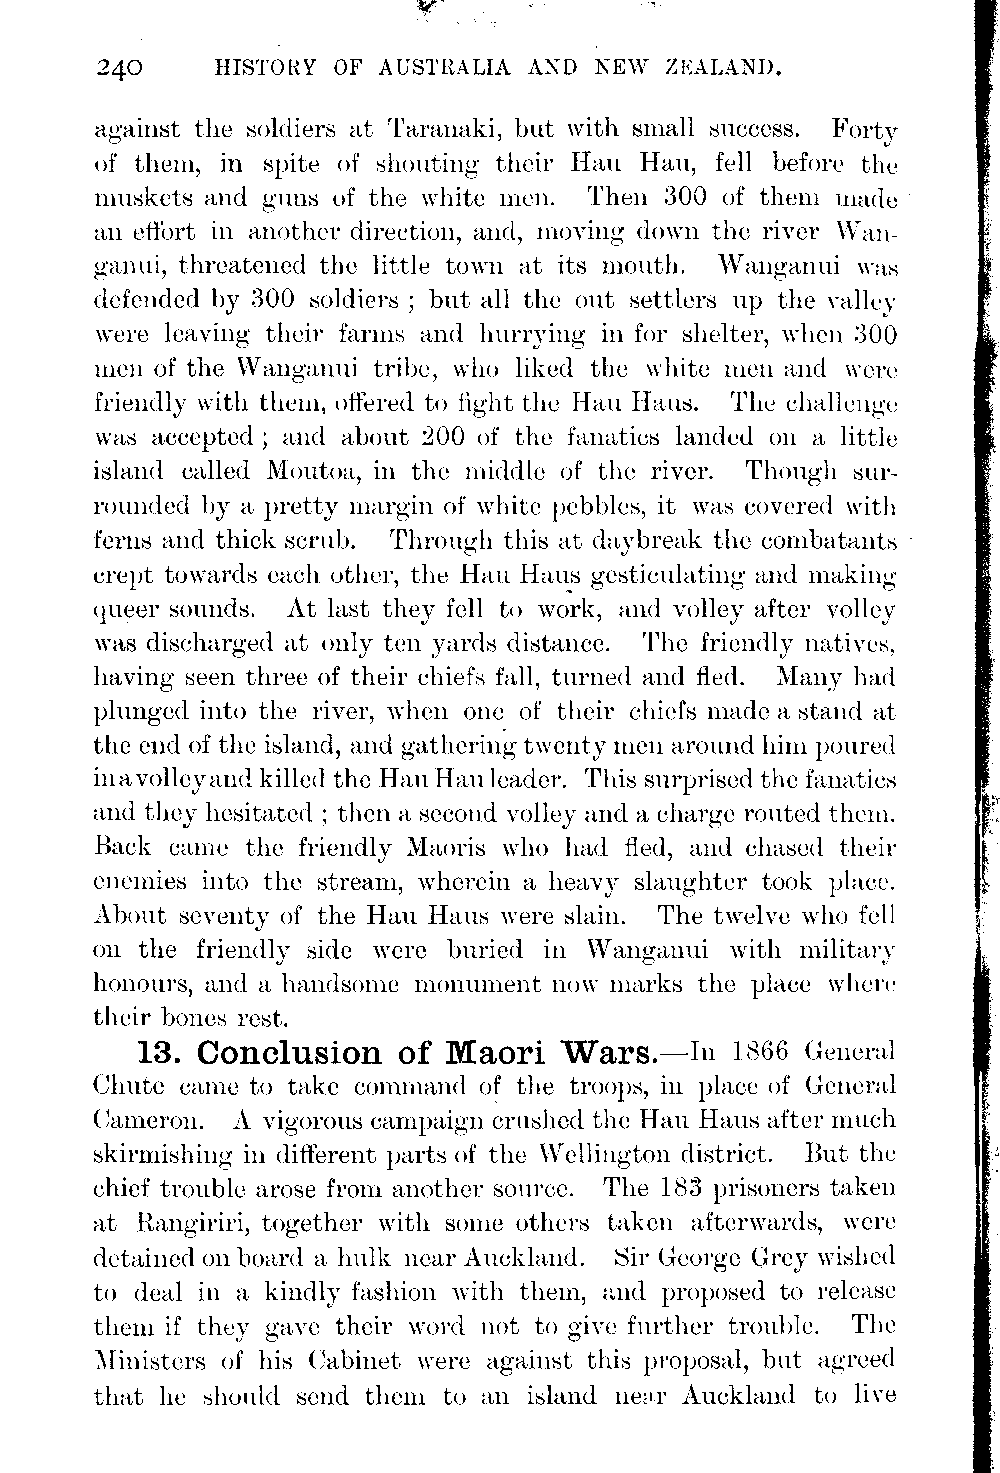 240 HISTORY OF AUSTRALIA AND NEW ZEALAND.
against the soldiers at Taranaki, but with small success. Forty
of them, in spite of shouting their Hau Hau, fell before the
muskets and guns of the white men. Then 300 of them made
an effort in another direction, and, moving down the river Wan-
ganui, threatened the little town at its mouth. Wanganui was
defended by 300 soldiers ; but all the out settlers up the valley
were leaving their farms and hurrying in for shelter, when 300
men of the Wanganui tribe, who liked the white men and were
friendly with them, offered to fight the Hau Haus. The challenge
was accepted ; and about 200 of the fanatics landed on a little
island called Moutoa, in the middle of the river. Though sur-
rounded by a pretty margin of white pebbles, it was covered with
ferns and thick scrub. Through this at daybreak the combatants
crept towards each other, the Hau Haus gesticulating and making
queer sounds. At last they fell to work, and volley after volley
was discharged at only ten yards distance. The friendly natives,
having seen three of their chiefs fall, turned and fled. Many had
plunged into the river, when one of their chiefs made a stand at
the end of the island, and gathering twenty men around him poured
in a volley and killed the Hau Hau leader. This surprised the fanatics
and they hesitated ; then a second volley and a charge routed them.
Back came the friendly Maoris who had fled, and chased their
enemies into the stream, wherein a heavy slaughter took place.
About seventy of the Hau Haus were slain. The twelve who fell
on the friendly side were buried in Wanganui with military
honours, and a handsome monument now marks the place where
their bones rest.
13. Conclusion of Maori Wars.—In 1866 General
Chute came to take command of the troops, in place of General
Cameron. A vigorous campaign crushed the Hau Haus after much
skirmishing in different parts of the Wellington district. But the
chief trouble arose from another source. The 183 prisoners taken
at Rangiriri, together with some others taken afterwards, were
detained on board a hulk near Auckland. Sir George Grey wished
to deal in a kindly fashion with them, and proposed to release
them if they gave their word not to give further trouble. The
Ministers of his Cabinet were against this proposal, but agreed
that he should send them to an island near Auckland to live